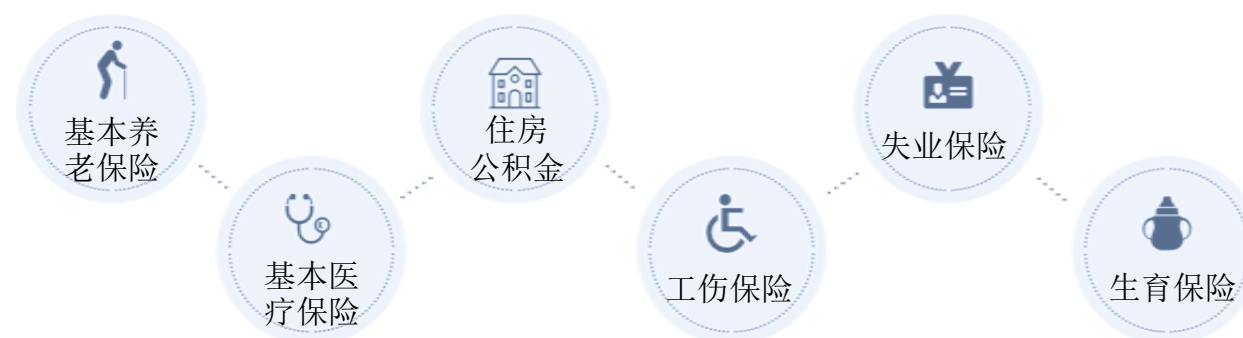 基本养
老保险
基本医
疗保险
住房
公积金
工伤保险
失业保险
生育保险